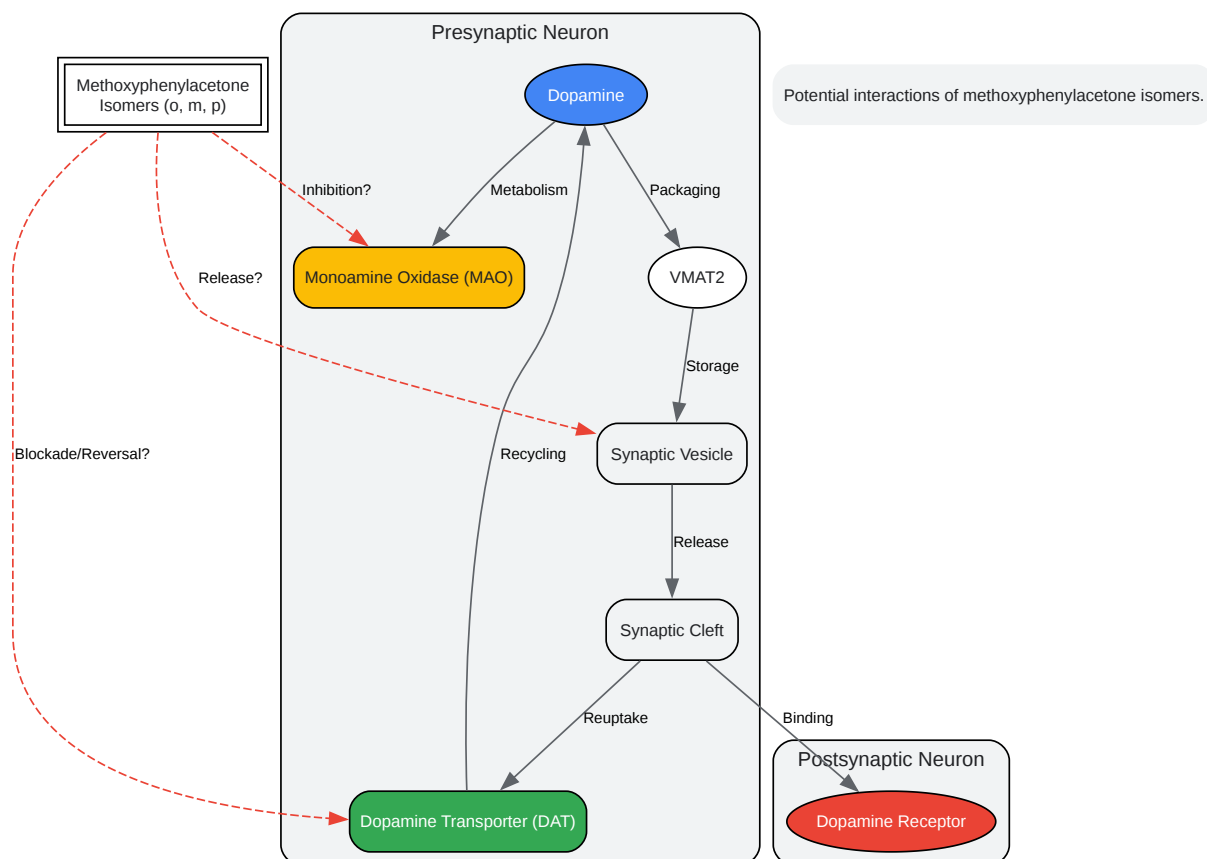 Presynaptic Neuron
Methoxyphenylacetone
Isomers (o, m, p)
Dopamine
Potential interactions of methoxyphenylacetone isomers.
Inhibition?
Metabolism
Packaging
Release?
Monoamine Oxidase (MAO)
VMAT2
Storage
Blockade/Reversal?
Recycling
Synaptic Vesicle
Release
Synaptic Cleft
Reuptake
Binding
Postsynaptic Neuron
Dopamine Transporter (DAT)
Dopamine Receptor